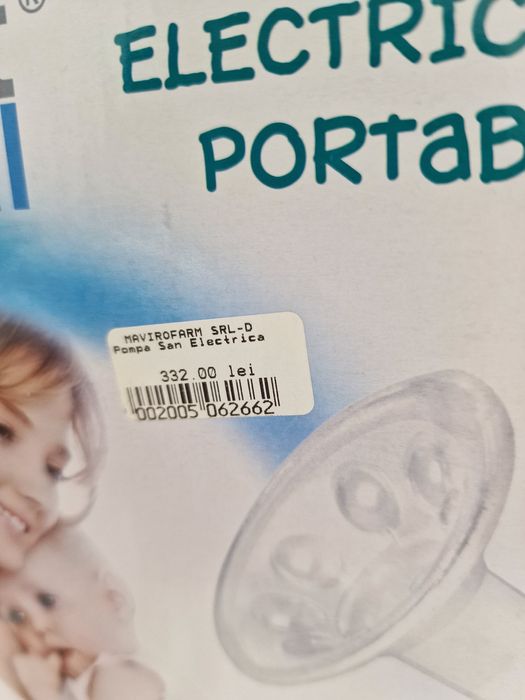 ®
ELECTRIC
PORTAB
MAVIROFARM SRL-D
Pompa San Electrica
332.00 lei
002005 062662